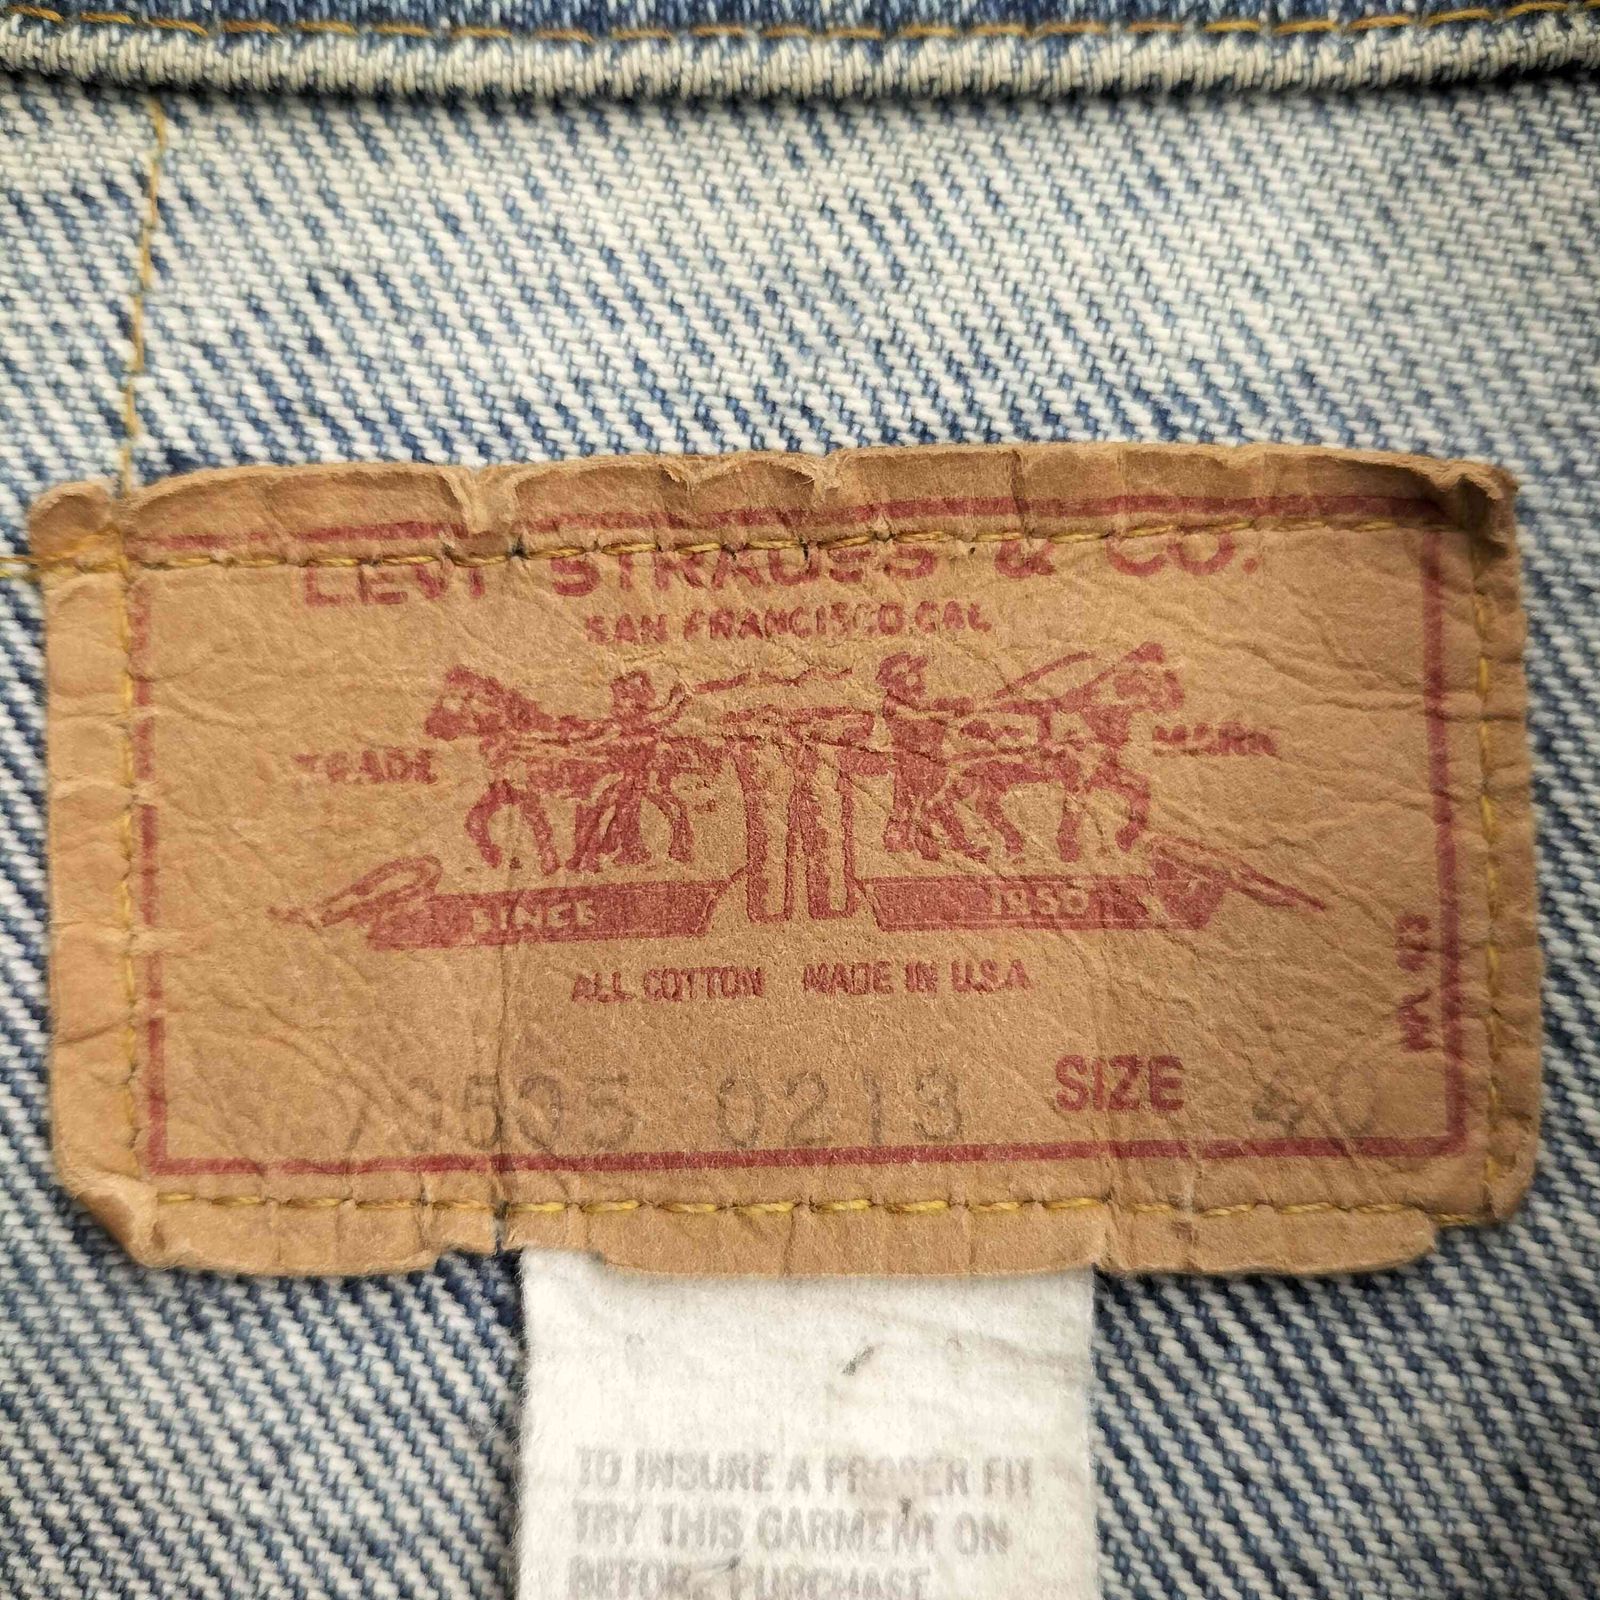 LEVI STRAUSS & CO.
SAN FRANCISCO CAL
TRADE MARK
SINCE 1850
ALL COTTON MADE IN U.S.A
70505 0213 SIZE 40
TO INSURE A PROPER FIT
TRY THIS GARMENT ON
BEFORE PURCHASE